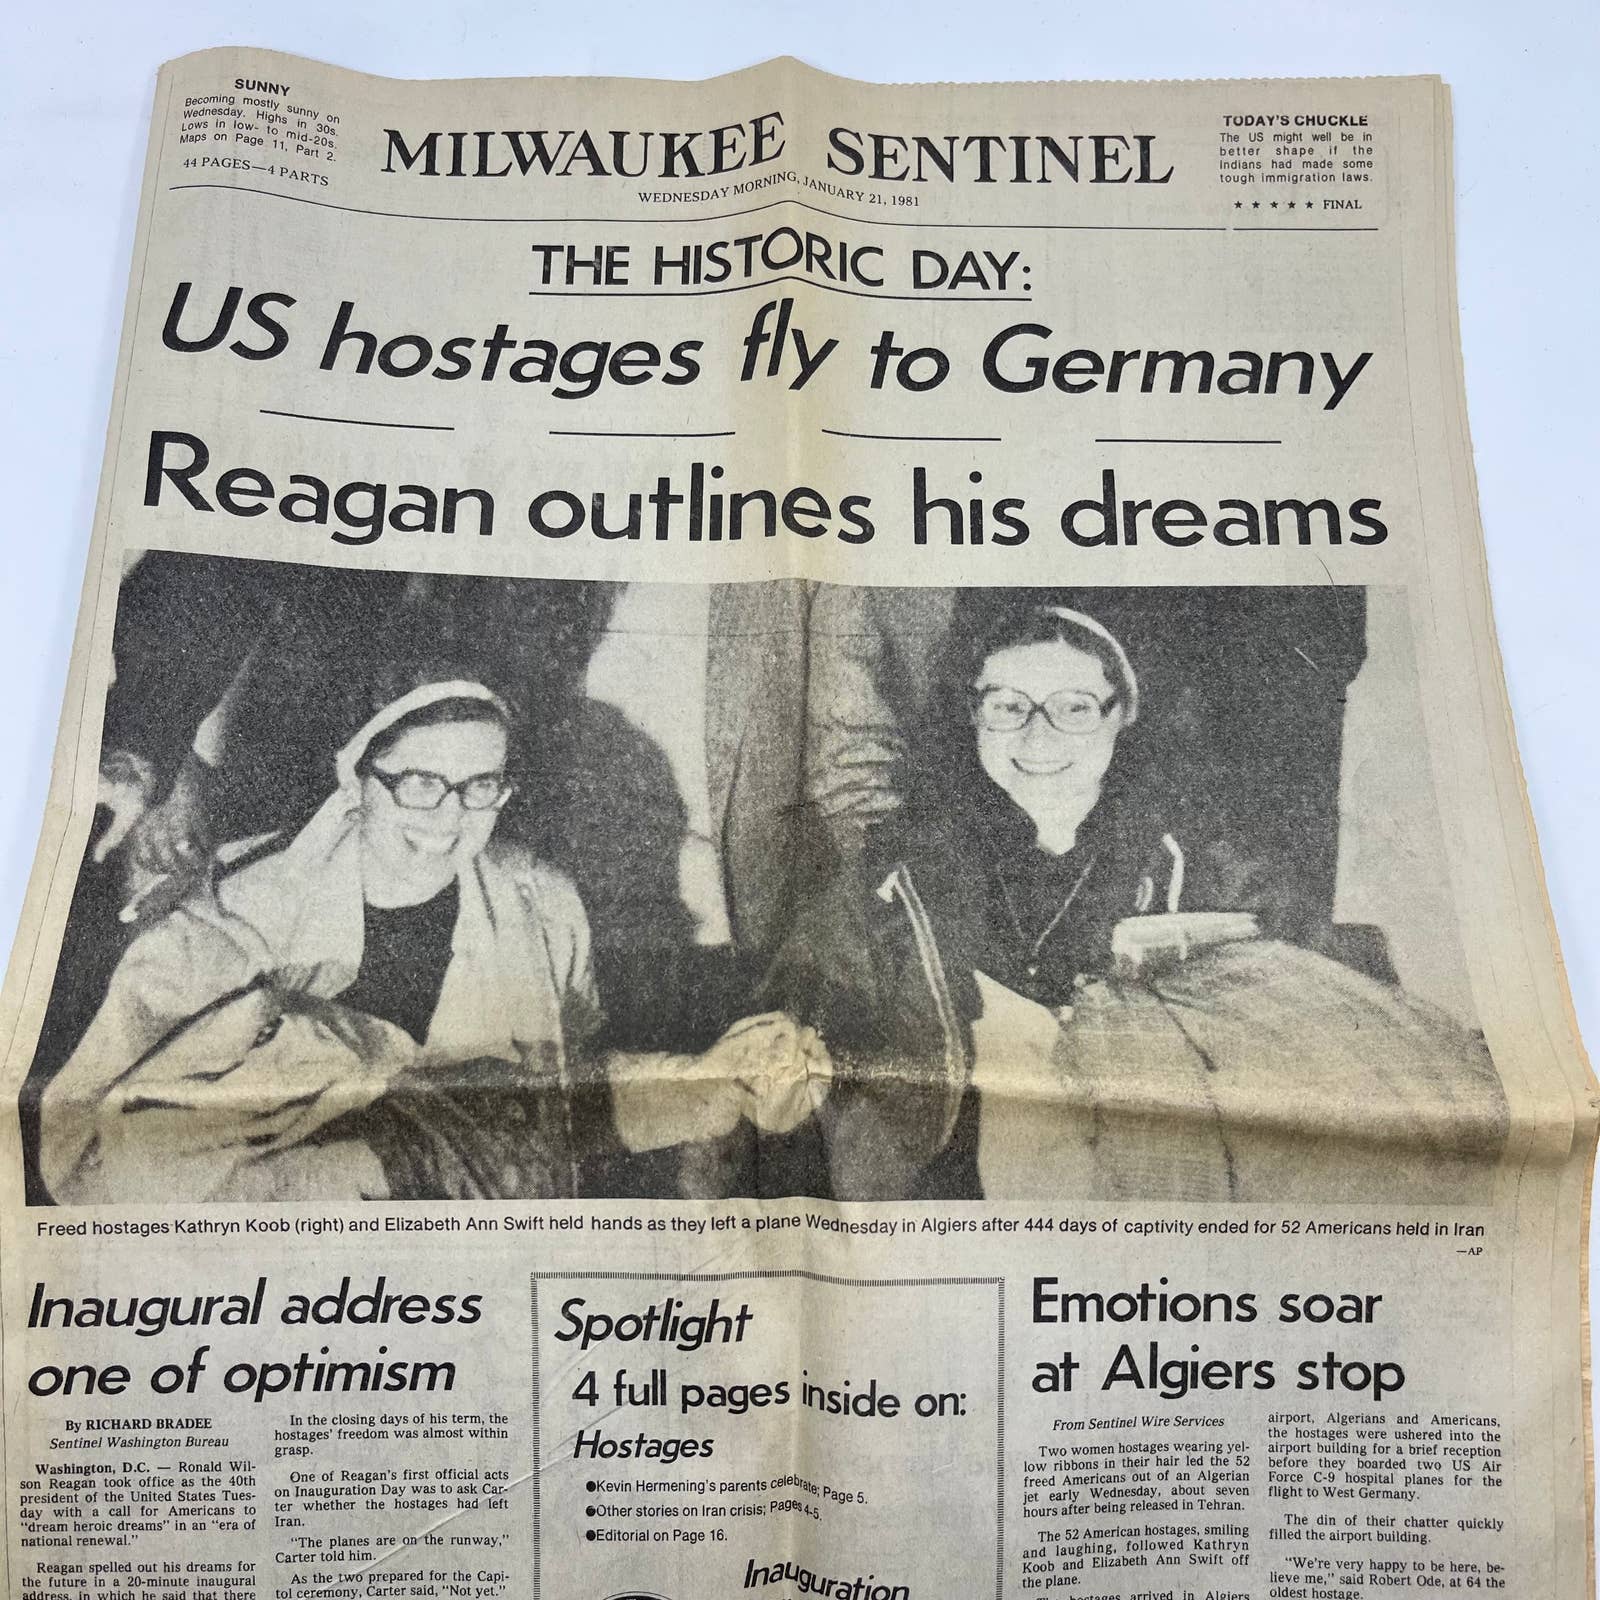 SUNNY
Becoming mostly sunny on
Wednesday. Highs in 30s.
Lows in low- to mid-20s.
Maps on Page 11, Part 2.
44 PAGES—4 PARTS
MILWAUKEE SENTINEL
WEDNESDAY MORNING, JANUARY 21, 1981
TODAY'S CHUCKLE
The US might well be in
better shape if the
Indians had made some
tough immigration laws.
★ ★ ★ ★ ★ FINAL
THE HISTORIC DAY:
US hostages fly to Germany
Reagan outlines his dreams
Freed hostages Kathryn Koob (right) and Elizabeth Ann Swift held hands as they left a plane Wednesday in Algiers after 444 days of captivity ended for 52 Americans held in Iran
—AP
Inaugural address
one of optimism
By RICHARD BRADEE
Sentinel Washington Bureau
Washington, D.C. — Ronald Wil-
son Reagan took office as the 40th
president of the United States Tues-
day with a call for Americans to
"dream heroic dreams" in an "era of
national renewal."
Reagan spelled out his dreams for
the future in a 20-minute inaugural
address, in which he said that there
In the closing days of his term, the
hostages' freedom was almost within
grasp.
One of Reagan's first official acts
on Inauguration Day was to ask Car-
ter whether the hostages had left
Iran.
"The planes are on the runway,"
Carter told him.
As the two prepared for the Capi-
tol ceremony, Carter said, "Not yet."
Spotlight
4 full pages inside on:
Hostages
●Kevin Hermening's parents celebrate; Page 5.
●Other stories on Iran crisis; Pages 4-5.
●Editorial on Page 16.
Inauguration
Emotions soar
at Algiers stop
From Sentinel Wire Services
Two women hostages wearing yel-
low ribbons in their hair led the 52
freed Americans out of an Algerian
jet early Wednesday, about seven
hours after being released in Tehran.
The 52 American hostages, smiling
and laughing, followed Kathryn
Koob and Elizabeth Ann Swift off
the plane.
hostages arrived in Algiers
airport, Algerians and Americans,
the hostages were ushered into the
airport building for a brief reception
before they boarded two US Air
Force C-9 hospital planes for the
flight to West Germany.
The din of their chatter quickly
filled the airport building.
"We're very happy to be here, be-
lieve me," said Robert Ode, at 64 the
oldest hostage.